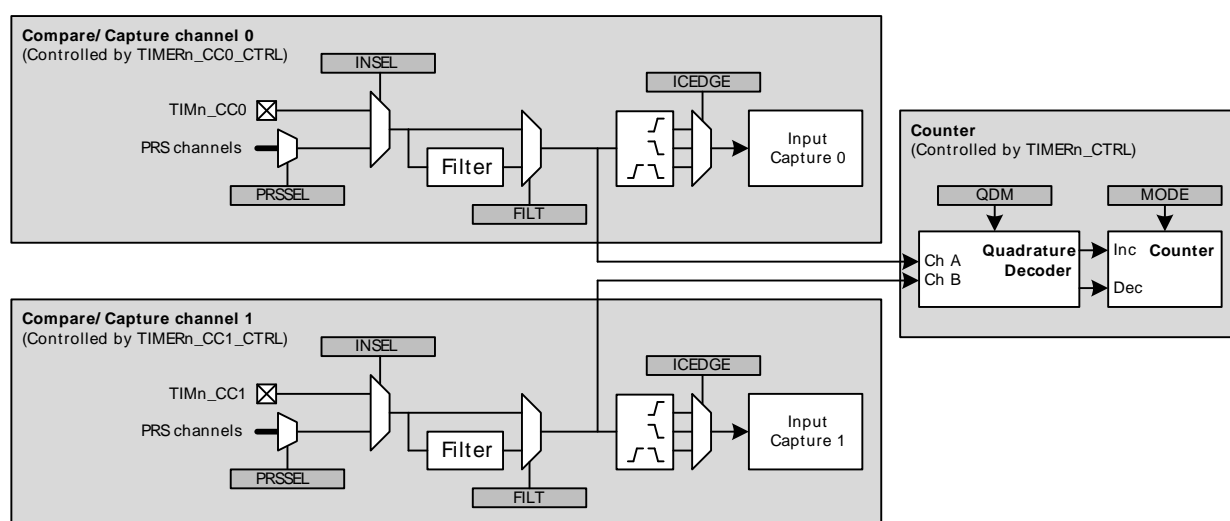 Compare/ Capture channel 0
(Controlled by TIMERn_CC0_CTRL)
INSEL
ICEDGE
TIMn_CC0
PRS channels
Filter
Input
Capture 0
PRSSEL
FILT
Counter
(Controlled by TIMERn_CTRL)
QDM
MODE
Ch A
Ch B
Quadrature
Decoder
Inc
Counter
Dec
Compare/ Capture channel 1
(Controlled by TIMERn_CC1_CTRL)
INSEL
ICEDGE
TIMn_CC1
PRS channels
Filter
Input
Capture 1
PRSSEL
FILT